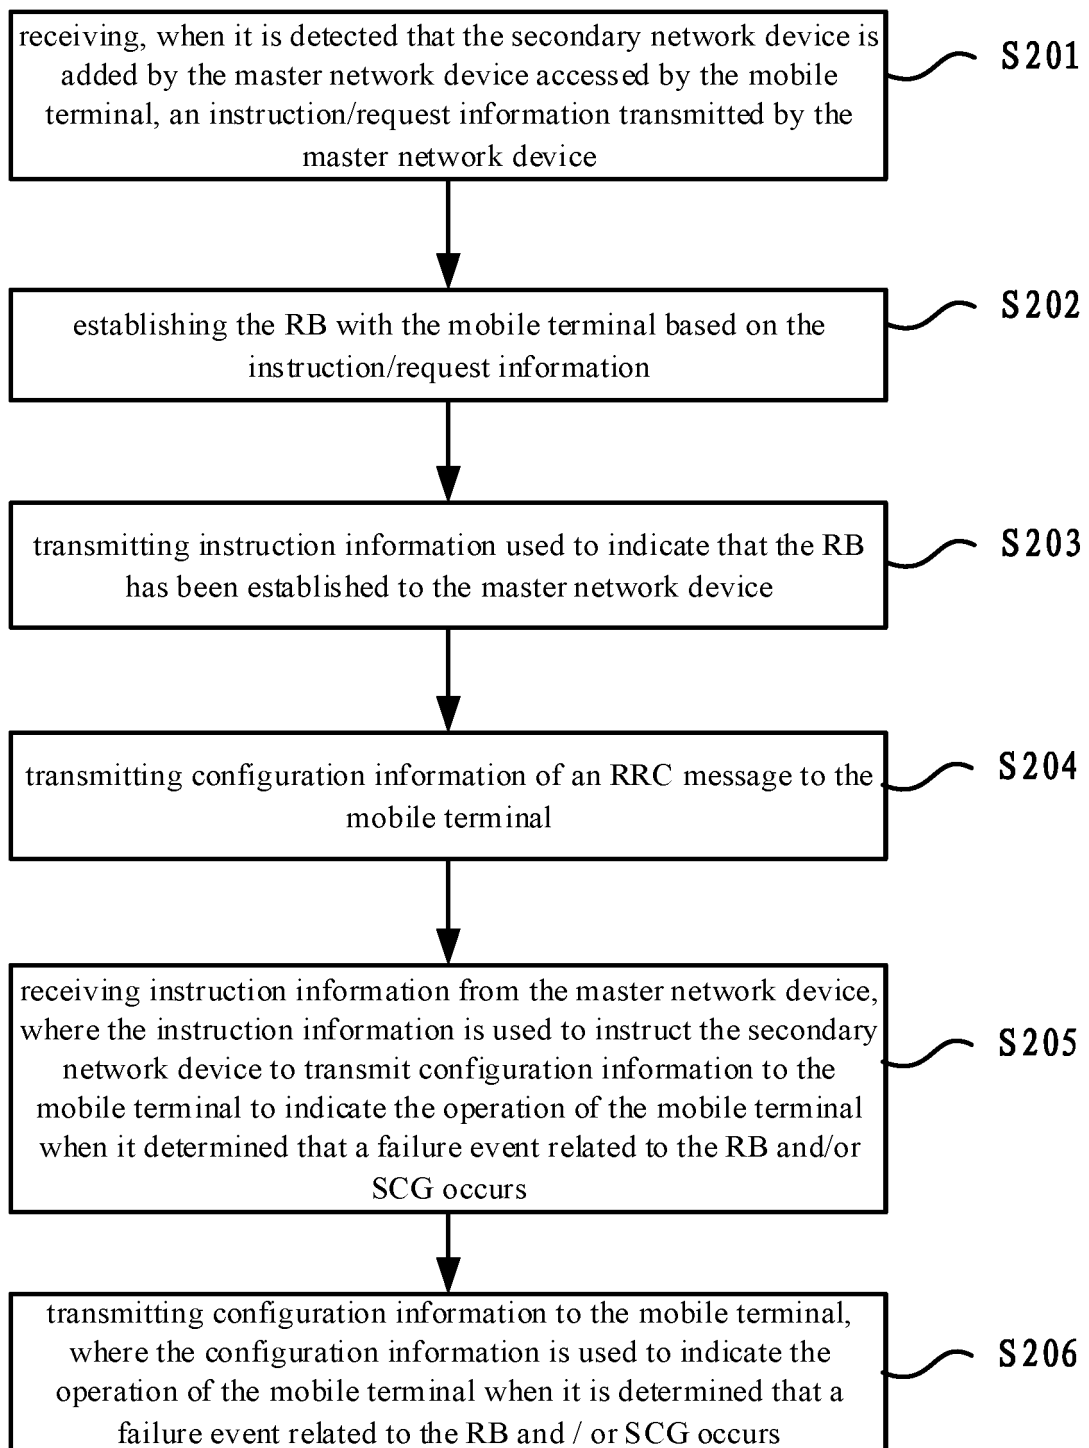 receiving, when it is detected that the secondary network device is
added by the master network device accessed by the mobile
terminal, an instruction/request information transmitted by the
master network device
S201
establishing the RB with the mobile terminal based on the
instruction/request information
S202
transmitting instruction information used to indicate that the RB
has been established to the master network device
S203
transmitting configuration information of an RRC message to the
mobile terminal
S204
receiving instruction information from the master network device,
where the instruction information is used to instruct the secondary
network device to transmit configuration information to the
mobile terminal to indicate the operation of the mobile terminal
when it determined that a failure event related to the RB and/or
SCG occurs
S205
transmitting configuration information to the mobile terminal,
where the configuration information is used to indicate the
operation of the mobile terminal when it is determined that a
failure event related to the RB and / or SCG occurs
S206